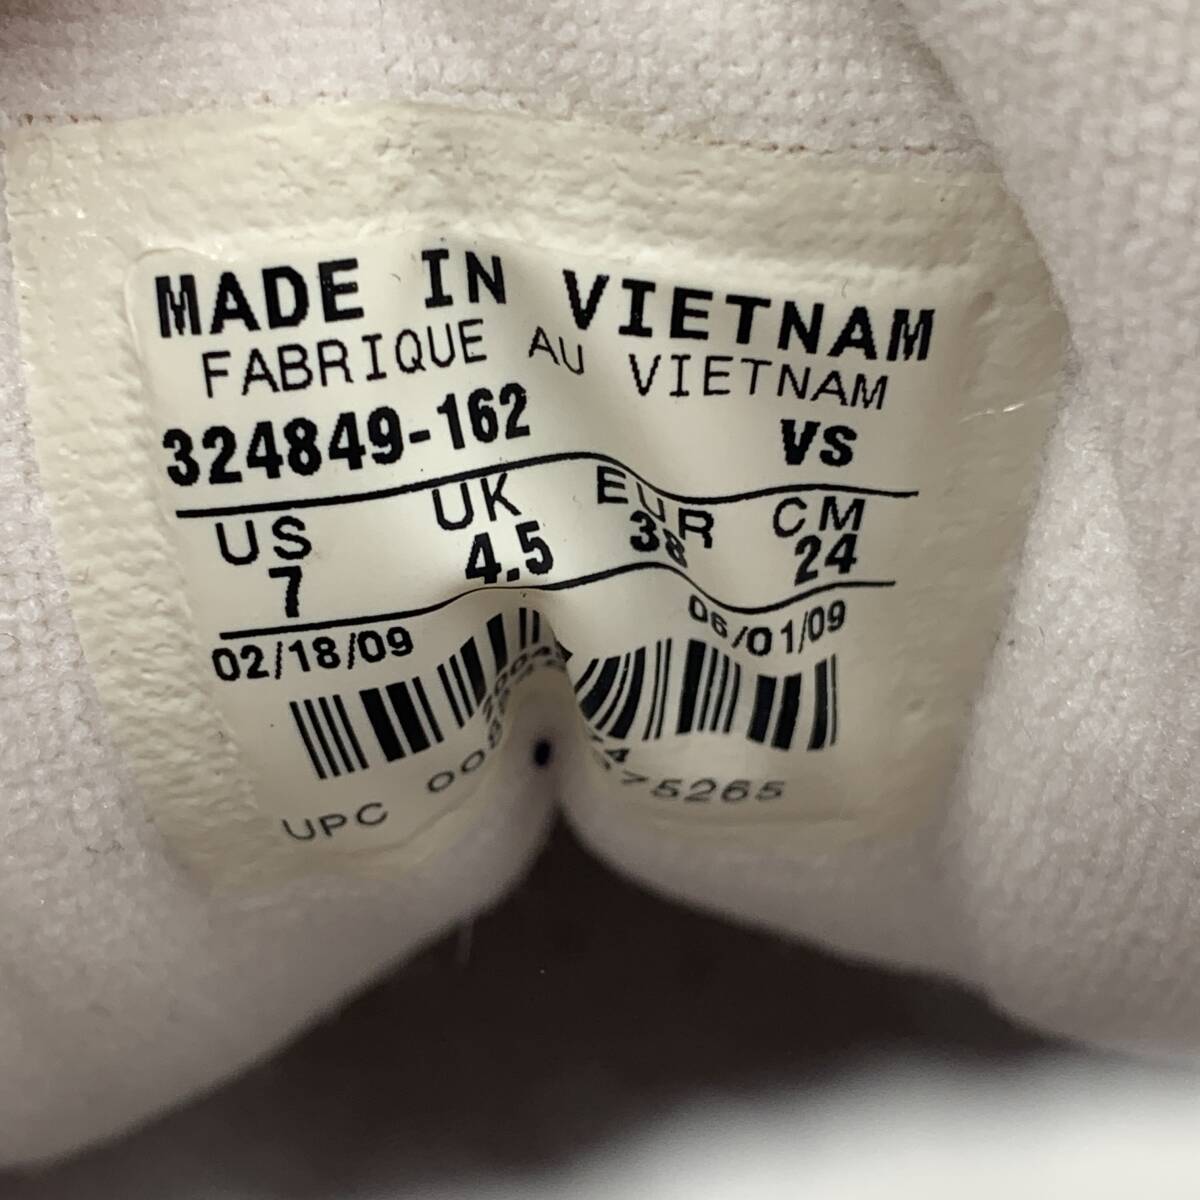 MADE IN VIETNAM
FABRIQUE AU VIETNAM
324849-162 VS
US UK EUR CM
7 4.5 38 24
02/18/09 06/01/09
UPC